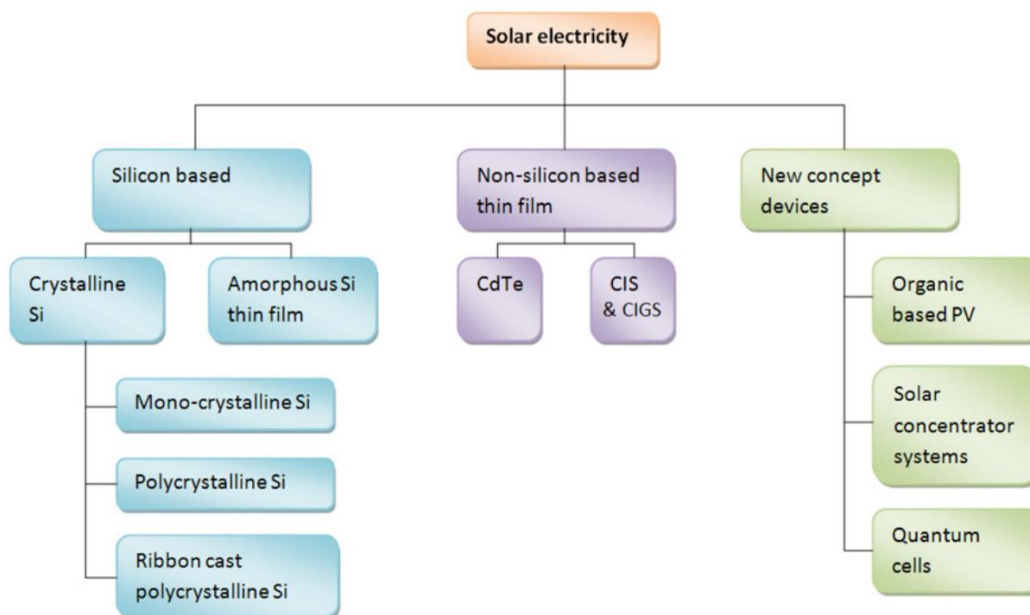 Solar electricity
Silicon based
Non-silicon based
thin film
New concept
devices
Crystalline
Si
Amorphous Si
thin film
CdTe
CIS
& CIGS
Organic
based PV
Mono-crystalline Si
Solar
concentrator
systems
Polycrystalline Si
Ribbon cast
polycrystalline Si
Quantum
cells